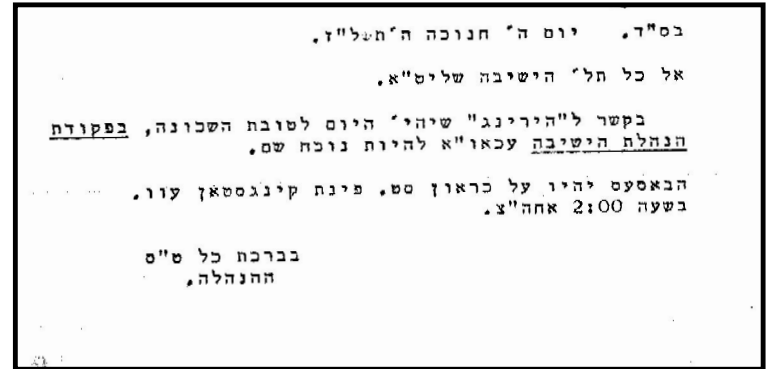 בס"ד. יום ה' חנוכה ה'תשל"ז.
אל כל תל' הישיבה שליט"א.
בקשר ל"הירינג" שיהי' היום לטובת השכונה, בפקודת
הנהלת הישיבה עכאו"א להיות נוכח שם.
הבאסעס יהיו על כראון סט. פינת קינגסטאן עוו.
בשעה 2:00 אחה"צ.
בברכת כל ט"ס
ההנהלה.